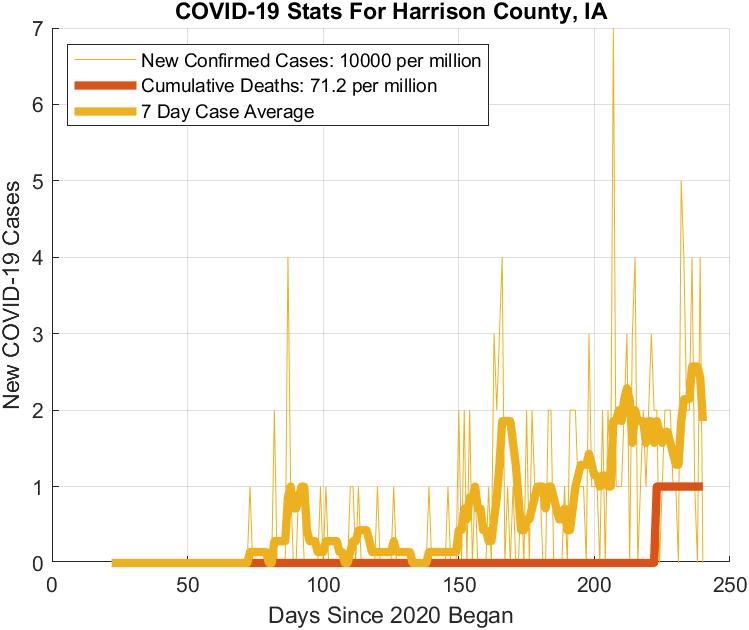 COVID-19 Stats For Harrison County, IA
New Confirmed Cases: 10000 per million
Cumulative Deaths: 71.2 per million
7 Day Case Average
New COVID-19 Cases
7
6
5
4
3
2
1
0
0 50 100 150 200 250
Days Since 2020 Began